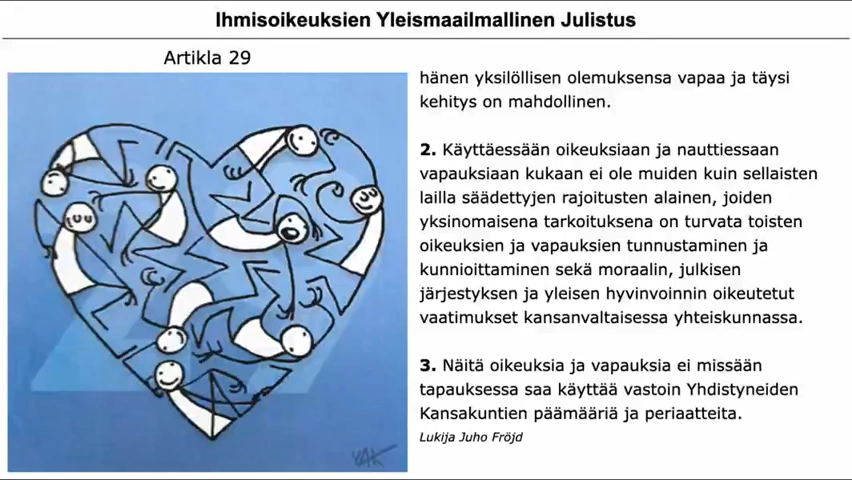 Ihmisoikeuksien Yleismaailmallinen Julistus
Artikla 29
hänen yksilöllisen olemuksensa vapaa ja täysi
kehitys on mahdollinen.
2. Käyttäessään oikeuksiaan ja nauttiessaan
vapauksiaan kukaan ei ole muiden kuin sellaisten
lailla säädettyjen rajoitusten alainen, joiden
yksinomaisena tarkoituksena on turvata toisten
oikeuksien ja vapauksien tunnustaminen ja
kunnioittaminen sekä moraalin, julkisen
järjestyksen ja yleisen hyvinvoinnin oikeutetut
vaatimukset kansanvaltaisessa yhteiskunnassa.
3. Näitä oikeuksia ja vapauksia ei missään
tapauksessa saa käyttää vastoin Yhdistyneiden
Kansakuntien päämääriä ja periaatteita.
Lukija Juho Fröjd